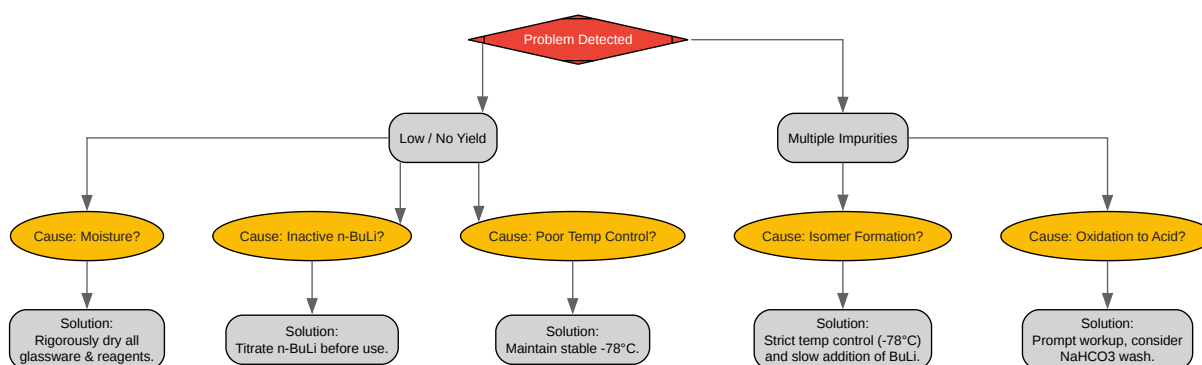 Problem Detected
Low / No Yield
Multiple Impurities
Cause: Moisture?
Cause: Inactive n-BuLi?
Cause: Poor Temp Control?
Cause: Isomer Formation?
Cause: Oxidation to Acid?
Solution:
Rigorously dry all
glassware & reagents.
Solution:
Titrate n-BuLi before use.
Solution:
Maintain stable -78°C.
Solution:
Strict temp control (-78°C)
and slow addition of BuLi.
Solution:
Prompt workup, consider
NaHCO3 wash.